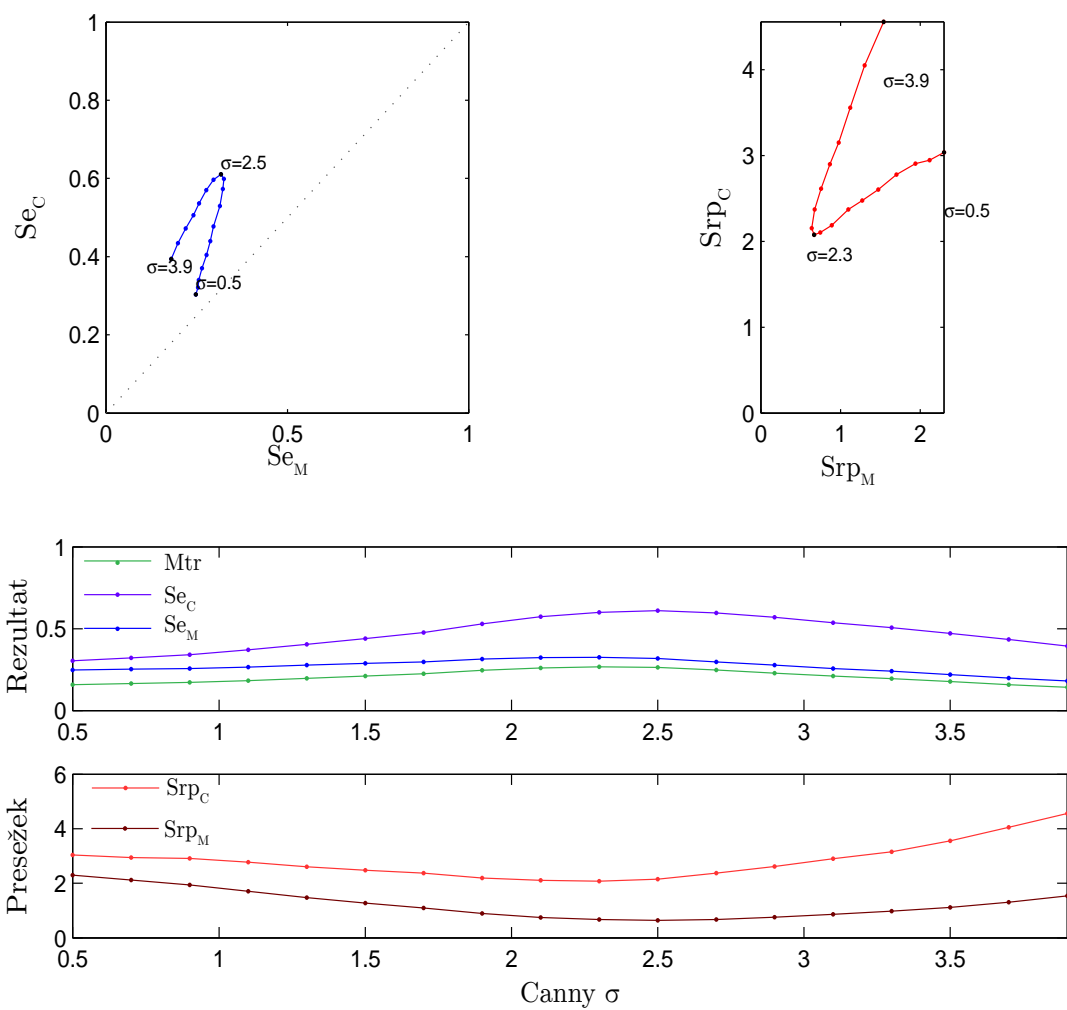 1
0.8
0.6
0.4
0.2
0
Se_C
σ=2.5
σ=3.9
σ=0.5
0
0.5
1
Se_M
4
3
2
1
0
Srp_C
σ=3.9
σ=0.5
σ=2.3
0
1
2
Srp_M
1
0.5
0
Rezultat
Mtr
Se_C
Se_M
0.5
1
1.5
2
2.5
3
3.5
6
4
2
0
Presežek
Srp_C
Srp_M
0.5
1
1.5
2
2.5
3
3.5
Canny σ